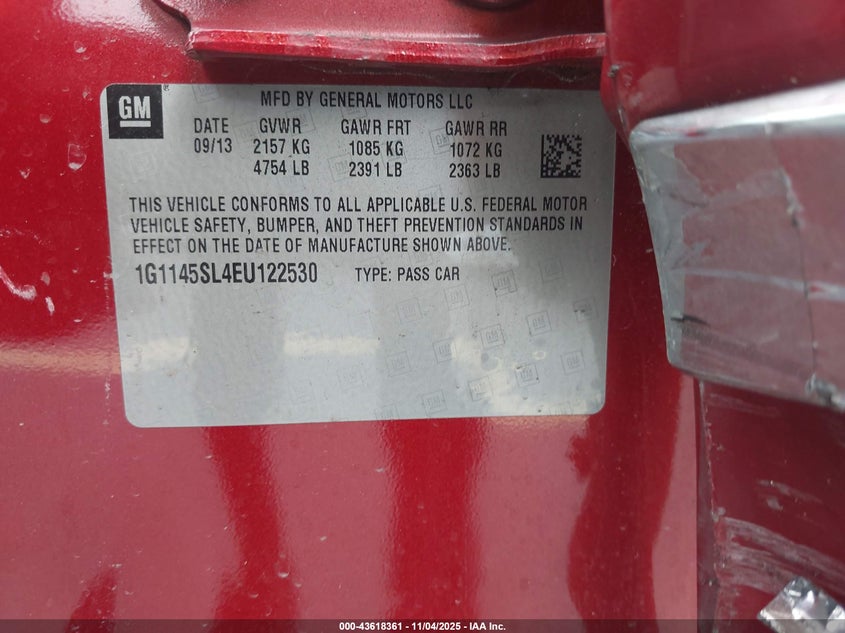 GM
MFD BY GENERAL MOTORS LLC
DATE GVWR GAWR FRT GAWR RR
09/13 2157 KG 1085 KG 1072 KG
4754 LB 2391 LB 2363 LB
THIS VEHICLE CONFORMS TO ALL APPLICABLE U.S. FEDERAL MOTOR
VEHICLE SAFETY, BUMPER, AND THEFT PREVENTION STANDARDS IN
EFFECT ON THE DATE OF MANUFACTURE SHOWN ABOVE.
1G1145SL4EU122530 TYPE: PASS CAR
000-43618361 - 11/04/2025 - IAA Inc.